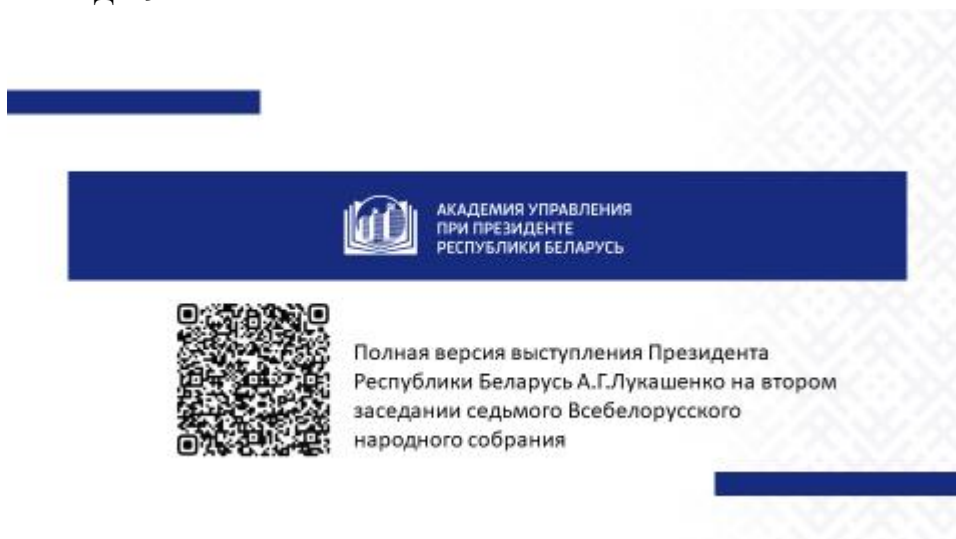 АКАДЕМИЯ УПРАВЛЕНИЯ
ПРИ ПРЕЗИДЕНТЕ
РЕСПУБЛИКИ БЕЛАРУСЬ
Полная версия выступления Президента
Республики Беларусь А.Г.Лукашенко на втором
заседании седьмого Всебелорусского
народного собрания